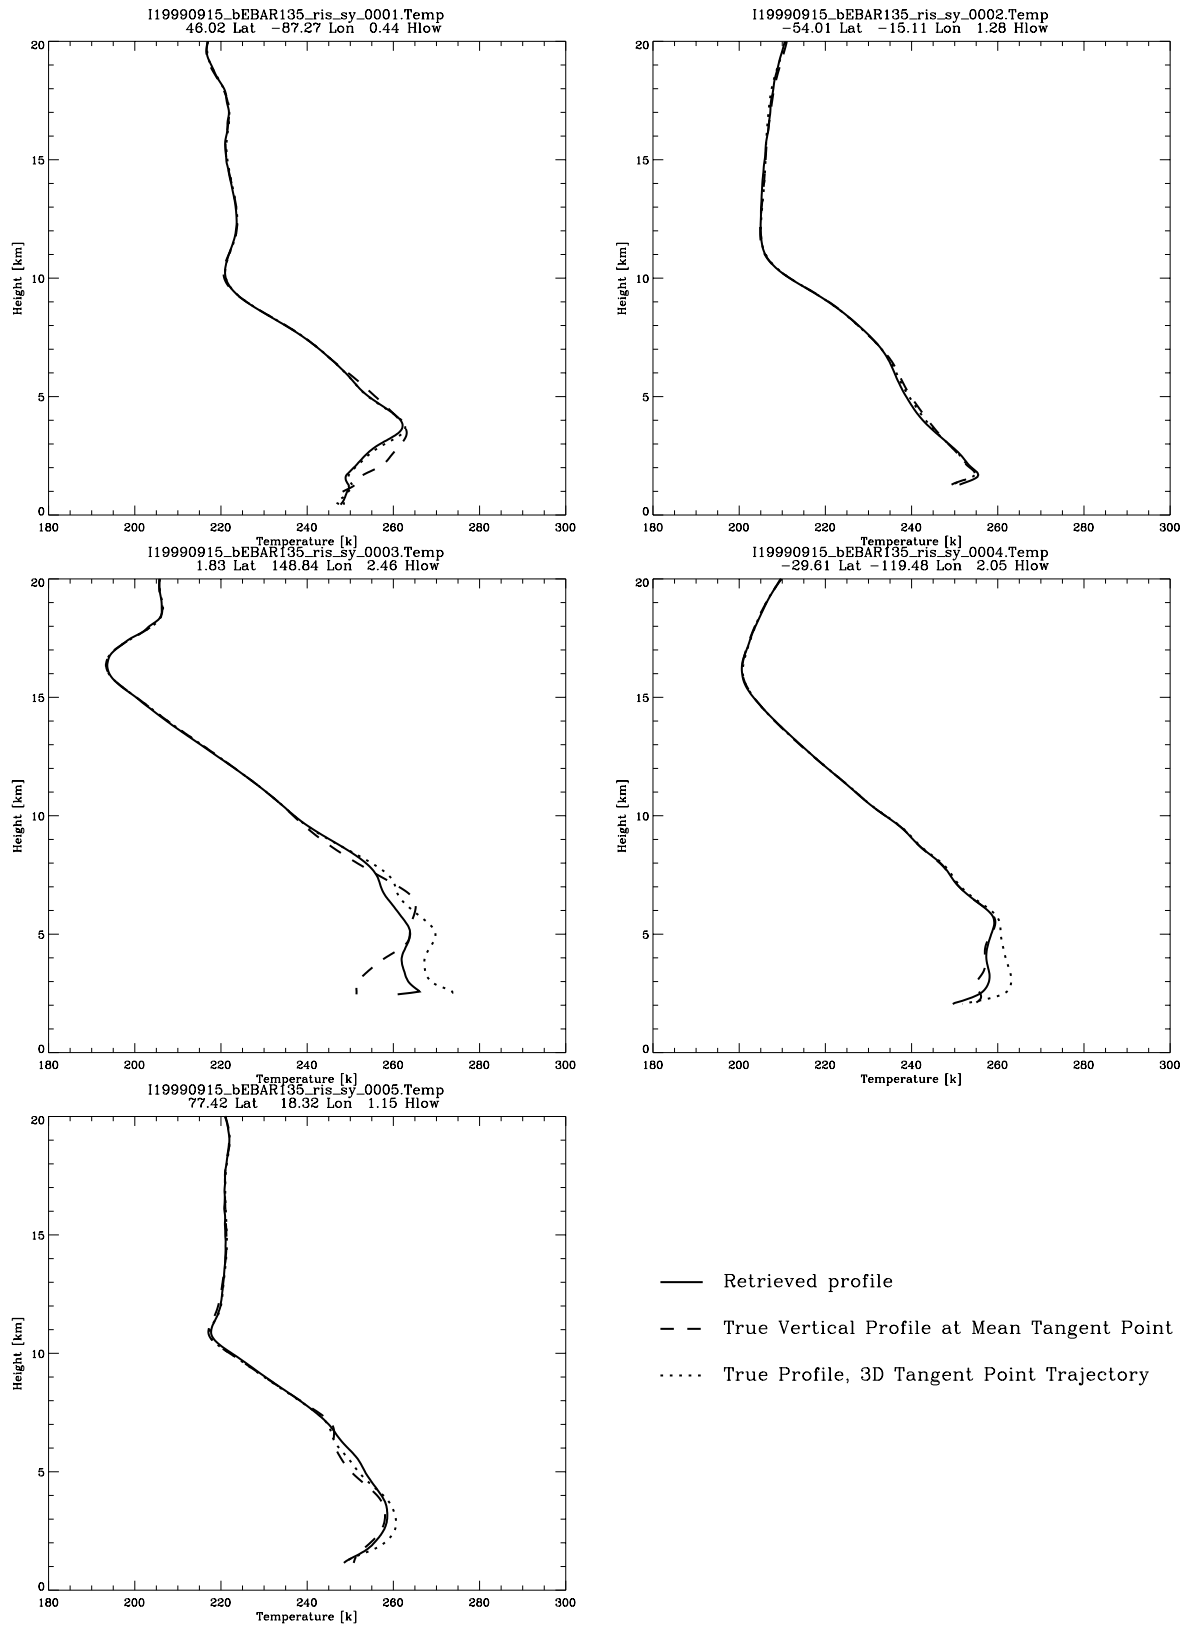 I19990915_bEBAR135_ris_sy_0001.Temp
46.02 Lat −87.27 Lon 0.44 Hlow
20
15
10
5
0
Height [km]
180 200 220 240 260 280 300
Temperature [k]
I19990915_bEBAR135_ris_sy_0002.Temp
−54.01 Lat −15.11 Lon 1.28 Hlow
20
15
10
5
0
Height [km]
180 200 220 240 260 280 300
Temperature [k]
I19990915_bEBAR135_ris_sy_0003.Temp
1.83 Lat 148.84 Lon 2.46 Hlow
20
15
10
5
0
Height [km]
180 200 220 240 260 280 300
Temperature [k]
I19990915_bEBAR135_ris_sy_0004.Temp
−29.61 Lat −119.48 Lon 2.05 Hlow
20
15
10
5
0
Height [km]
180 200 220 240 260 280 300
Temperature [k]
I19990915_bEBAR135_ris_sy_0005.Temp
77.42 Lat 18.32 Lon 1.15 Hlow
20
15
10
5
0
Height [km]
180 200 220 240 260 280 300
Temperature [k]
Retrieved profile
True Vertical Profile at Mean Tangent Point
True Profile, 3D Tangent Point Trajectory